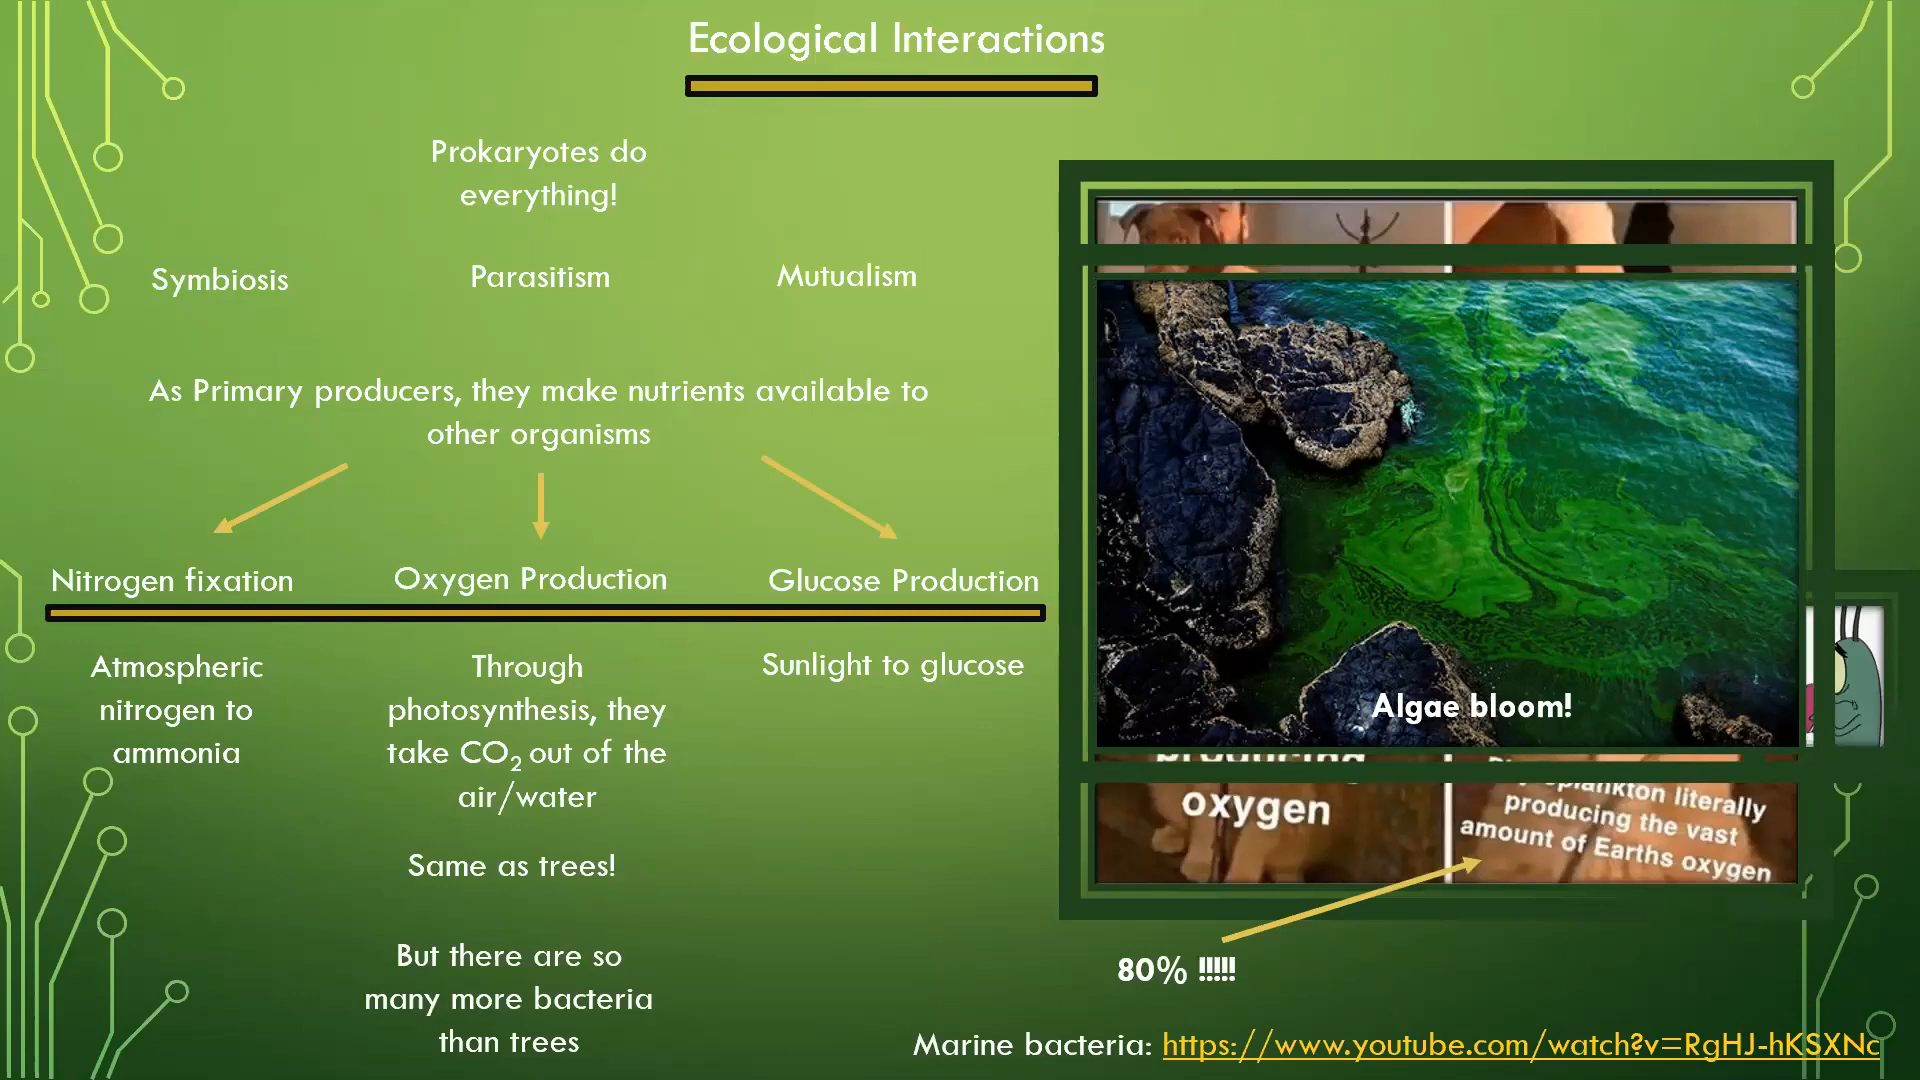 Ecological Interactions
Prokaryotes do
everything!
Symbiosis
Parasitism
Mutualism
As Primary producers, they make nutrients available to
other organisms
Nitrogen fixation
Oxygen Production
Glucose Production
Atmospheric
nitrogen to
ammonia
Through
photosynthesis, they
take CO₂ out of the
air/water
Same as trees!
But there are so
many more bacteria
than trees
Sunlight to glucose
Algae bloom!
producing
oxygen
literally
producing the vast
amount of Earths oxygen
80% !!!!!
Marine bacteria: https://www.youtube.com/watch?v=RgHJ-hKSXNc